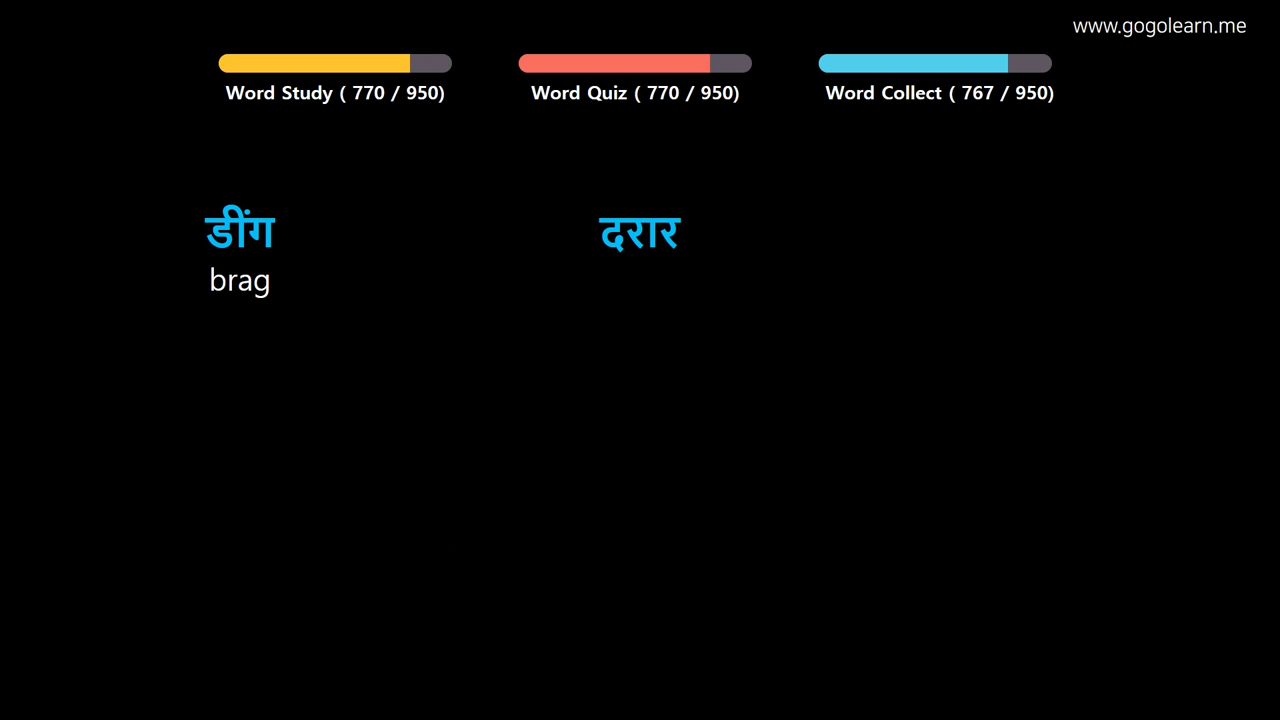 www.gogolearn.me
Word Study ( 770 / 950)
Word Quiz ( 770 / 950)
Word Collect ( 767 / 950)
डींग
brag
दरार